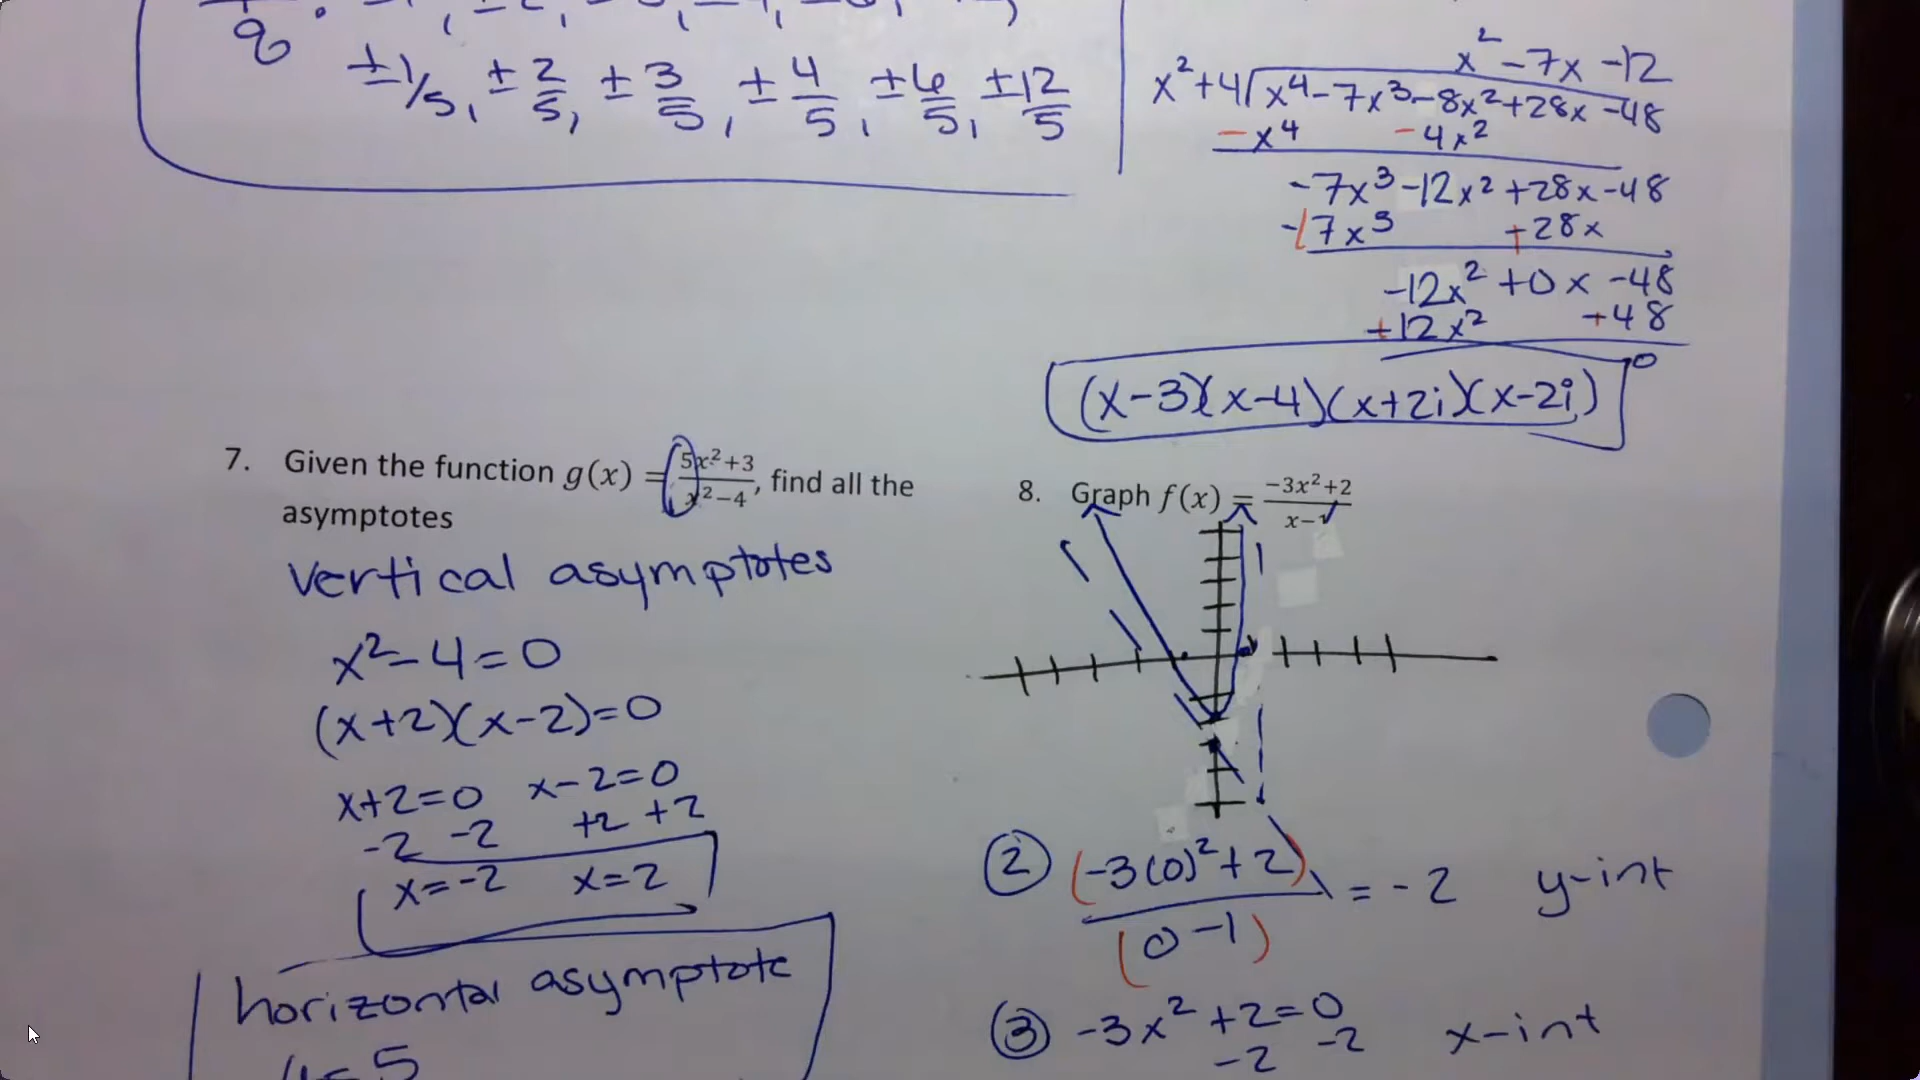 q
±1/5, ±2/5, ±3/5, ±4/5, ±6/5, ±12/5
x² -7x -12
x²+4 x⁴-7x³-8x²+28x-48
-x⁴ -4x²
-7x³-12x²+28x-48
7x³ +28x
-12x²+0x-48
+12x² +48
0
(x-3)(x-4)(x+2i)(x-2i)
7. Given the function g(x) = 5x²+3 / x²-4, find all the
asymptotes
vertical asymptotes
x²-4=0
(x+2)(x-2)=0
x+2=0 x-2=0
-2 -2 +2 +2
x=-2 x=2
horizontal asymptote
y=5
8. Graph f(x) = -3x²+2 / x-
② (-3(0)²+2) / (0-1) = -2 y-int
③ -3x²+2=0 x-int
-2 -2